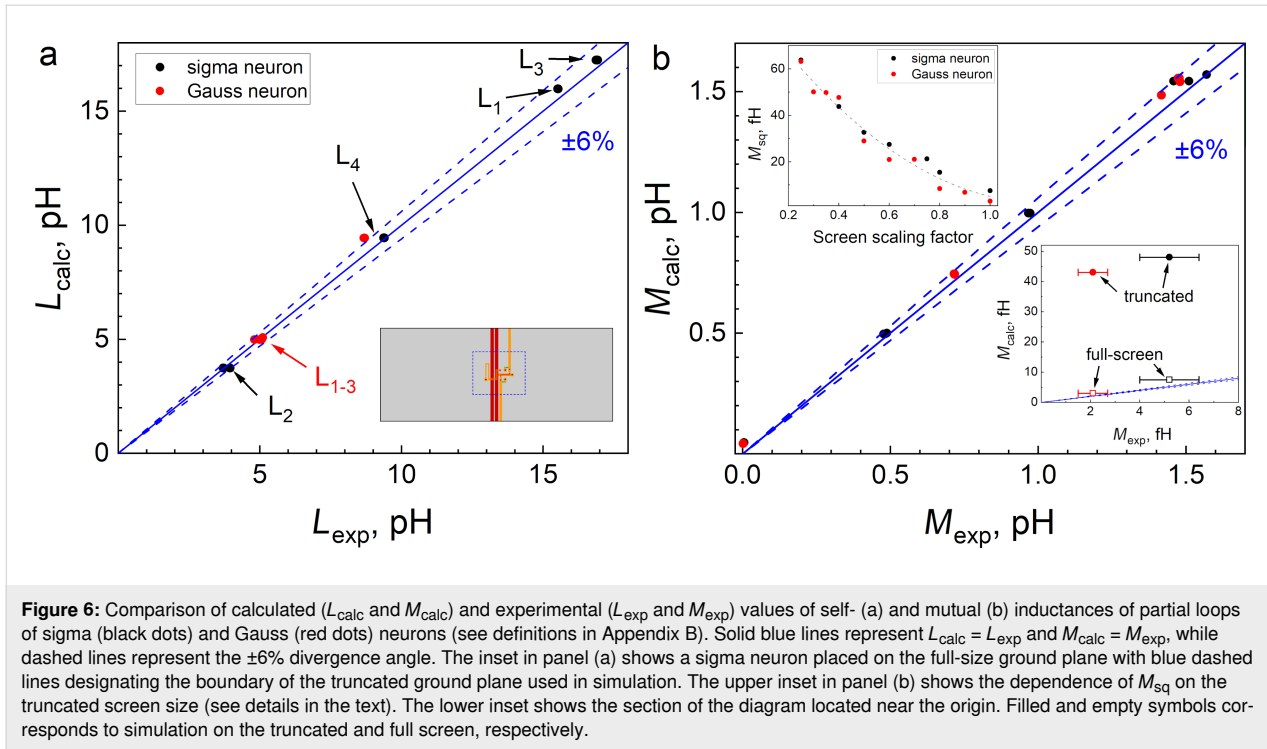 a
sigma neuron
Gauss neuron
L3
L1
±6%
L4
L1-3
L2
15
10
5
0
5
10
15
Lcalc, pH
Lexp, pH
b
sigma neuron
Gauss neuron
60
40
20
Msq, fH
0.2
0.4
0.6
0.8
1.0
Screen scaling factor
±6%
50
40
30
20
10
0
Mcalc, fH
truncated
full-screen
0
2
4
6
8
Mexp, fH
1.5
1.0
0.5
0.0
0.0
0.5
1.0
1.5
Mcalc, pH
Mexp, pH
Figure 6: Comparison of calculated (Lcalc and Mcalc) and experimental (Lexp and Mexp) values of self- (a) and mutual (b) inductances of partial loops
of sigma (black dots) and Gauss (red dots) neurons (see definitions in Appendix B). Solid blue lines represent Lcalc = Lexp and Mcalc = Mexp, while
dashed lines represent the ±6% divergence angle. The inset in panel (a) shows a sigma neuron placed on the full-size ground plane with blue dashed
lines designating the boundary of the truncated ground plane used in simulation. The upper inset in panel (b) shows the dependence of Msq on the
truncated screen size (see details in the text). The lower inset shows the section of the diagram located near the origin. Filled and empty symbols cor-
responds to simulation on the truncated and full screen, respectively.